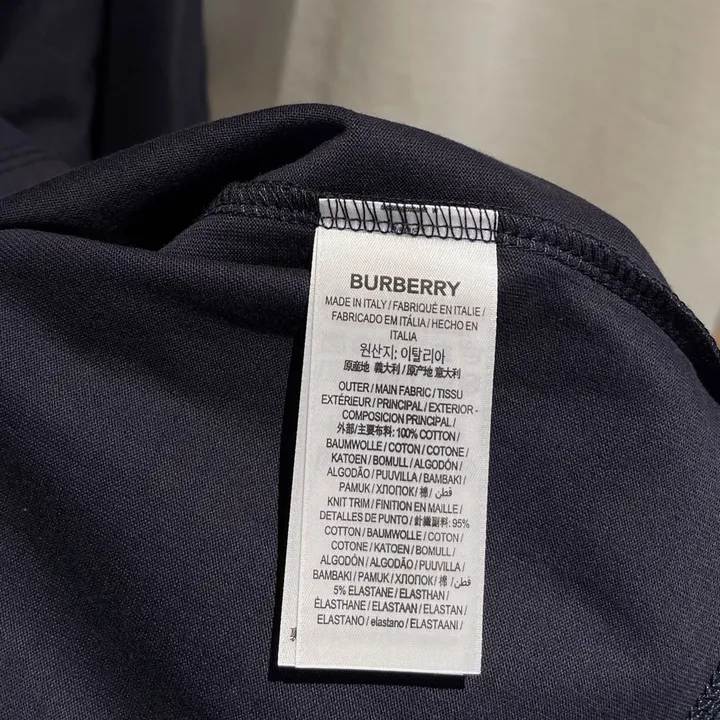 BURBERRY
MADE IN ITALY / FABRIQUÉ EN ITALIE /
FABRICADO EM ITÁLIA / HECHO EN
ITALIA
원산지: 이탈리아
原産地 義大利 / 原产地 意大利
OUTER / MAIN FABRIC / TISSU
EXTÉRIEUR / PRINCIPAL / EXTERIOR -
COMPOSICION PRINCIPAL /
外部/主要布料: 100% COTTON /
BAUMWOLLE / COTON / COTONE /
KATOEN / BOMULL / ALGODÓN /
ALGODÃO / PUUVILLA / BAMBAKI /
PAMUK / ХЛОПОК / 棉 / قطن /
KNIT TRIM / FINITION EN MAILLE /
DETALLES DE PUNTO / 針織副料: 95%
COTTON / BAUMWOLLE / COTON /
COTONE / KATOEN / BOMULL /
ALGODÓN / ALGODÃO / PUUVILLA /
BAMBAKI / PAMUK / ХЛОПОК / 棉 / قطن /
5% ELASTANE / ELASTHAN /
ÉLASTHANE / ELASTAAN / ELASTAN /
ELASTANO / elastano / ELASTAANI /